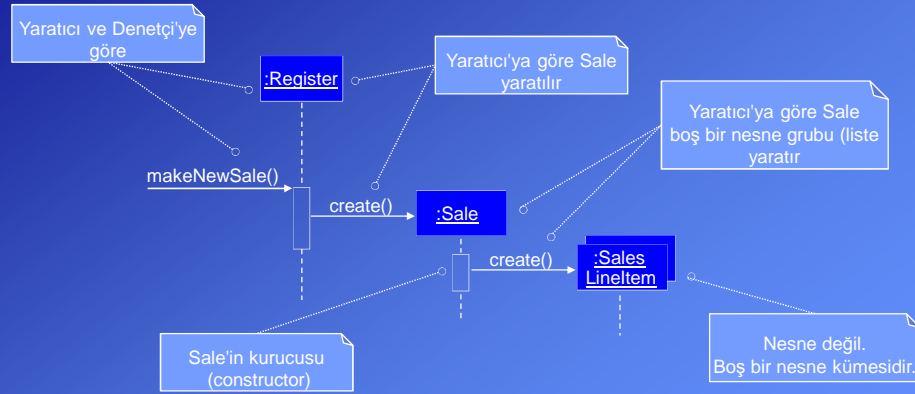 Yaratıcı ve Denetçi'ye
göre
:Register
Yaratıcı'ya göre Sale
yaratılır
Yaratıcı'ya göre Sale
boş bir nesne grubu (liste
yaratır
makeNewSale()
create()
:Sale
create()
:Sales
LineItem
Sale'in kurucusu
(constructor)
Nesne değil.
Boş bir nesne kümesidir.